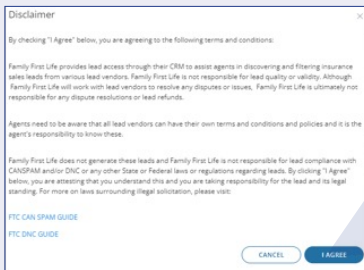 Disclaimer
By checking "I Agree" below, you are agreeing to the following terms and conditions:
Family First Life provides lead access through their CRM to assist agents in discovering and filtering insurance
sales leads from various lead vendors. Family First Life is not responsible for lead quality or validity. Although
Family First Life will work with lead vendors to resolve any disputes or issues, Family First Life is ultimately not
responsible for any dispute resolutions or lead refunds.
Agents need to be aware that all lead vendors can have their own terms and conditions and policies and it is the
agent's responsibility to know these.
Family First Life does not generate these leads and Family First Life is not responsible for lead compliance with
CANSPAM and/or DNC or any other State or Federal laws or regulations regarding leads. By clicking "I Agree"
below, you are attesting that you understand this and you are taking responsibility for the lead and its legal
standing. For more on laws surrounding illegal solicitation, please visit:
FTC CAN SPAM GUIDE
FTC DNC GUIDE
CANCEL
I AGREE